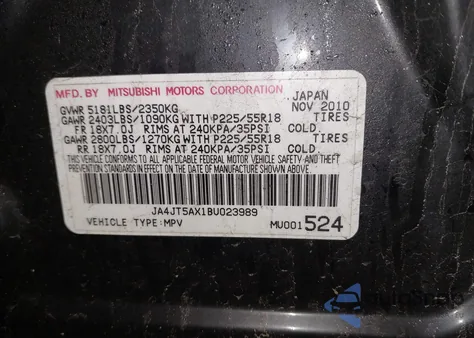 MFD. BY MITSUBISHI MOTORS CORPORATION JAPAN
GVWR 5181LBS/2350KG NOV 2010
GAWR 2403LBS/1090KG WITH P225/55R18 TIRES
FR 18X7.0J RIMS AT 240KPA/35PSI COLD.
GAWR 2800LBS/1270KG WITH P225/55R18 TIRES
RR 18X7.0J RIMS AT 240KPA/35PSI COLD.
THIS VEHICLE CONFORMS TO ALL APPLICABLE FEDERAL MOTOR VEHICLE SAFETY AND THEFT
PREVENTION STANDARDS IN EFFECT ON THE DATE OF MANUFACTURE SHOWN ABOVE.
JA4JT5AX1BU023989
VEHICLE TYPE:MPV MU001 524